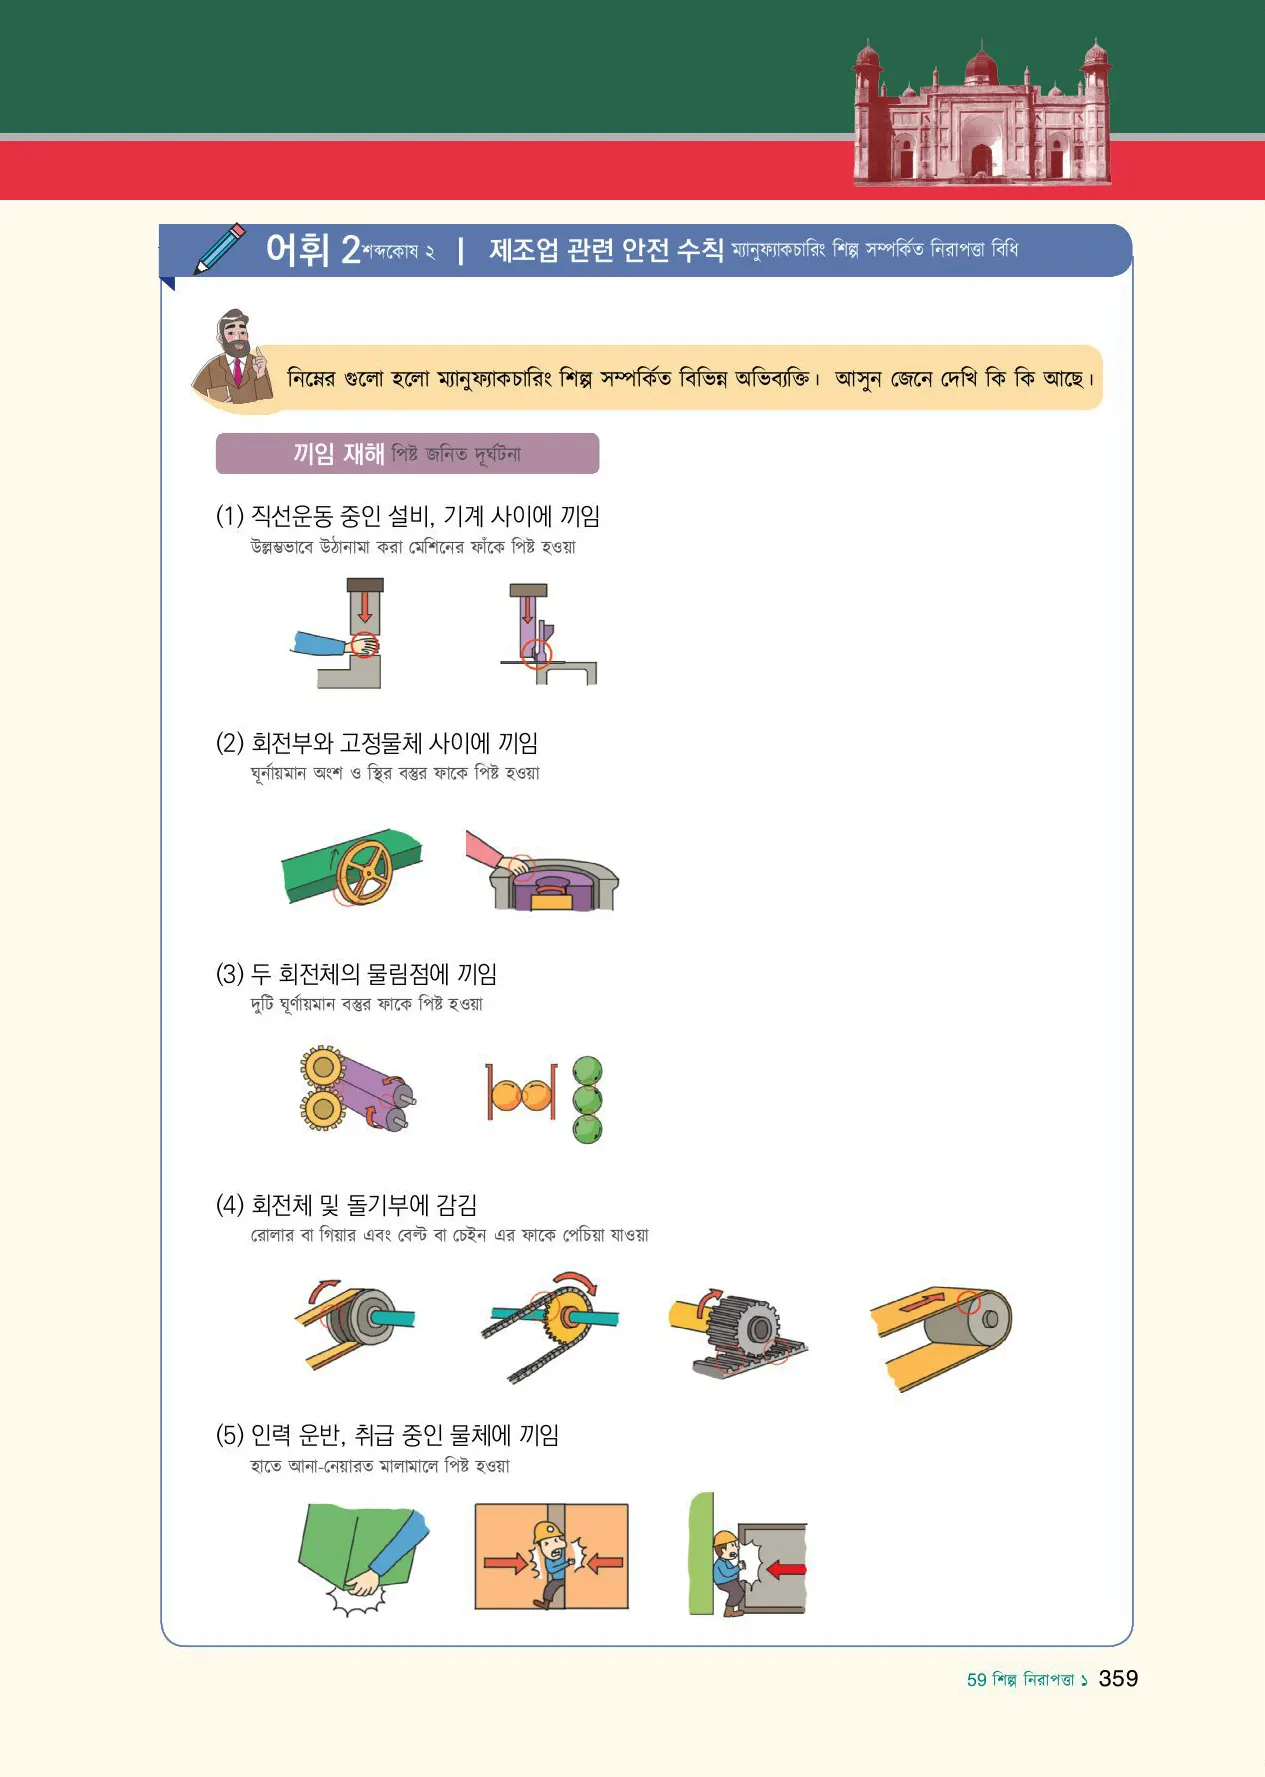 어휘 2 শব্দকোষ ২ | 제조업 관련 안전 수칙 ম্যানুফ্যাকচারিং শিল্প সম্পর্কিত নিরাপত্তা বিধি
নিম্নের গুলো হলো ম্যানুফ্যাকচারিং শিল্প সম্পর্কিত বিভিন্ন অভিব্যক্তি। আসুন জেনে দেখি কি কি আছে।
끼임 재해 পিষ্ট জনিত দূর্ঘটনা
(1) 직선운동 중인 설비, 기계 사이에 끼임
উল্লম্বভাবে উঠানামা করা মেশিনের ফাঁকে পিষ্ট হওয়া
(2) 회전부와 고정물체 사이에 끼임
ঘূর্নায়মান অংশ ও স্থির বস্তুর ফাকে পিষ্ট হওয়া
(3) 두 회전체의 물림점에 끼임
দুটি ঘূর্ণায়মান বস্তুর ফাকে পিষ্ট হওয়া
(4) 회전체 및 돌기부에 감김
রোলার বা গিয়ার এবং বেল্ট বা চেইন এর ফাকে পেচিয়া যাওয়া
(5) 인력 운반, 취급 중인 물체에 끼임
হাতে আনা-নেয়ারত মালামালে পিষ্ট হওয়া
59 শিল্প নিরাপত্তা ১ 359